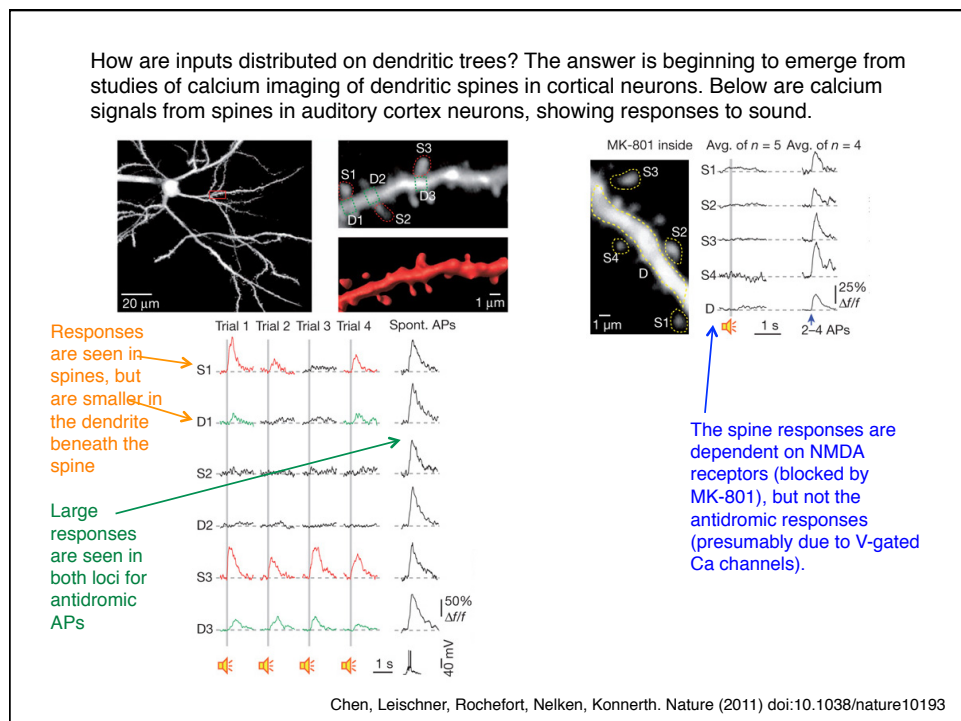 How are inputs distributed on dendritic trees? The answer is beginning to emerge from
studies of calcium imaging of dendritic spines in cortical neurons. Below are calcium
signals from spines in auditory cortex neurons, showing responses to sound.
20 µm
S1
D2
S3
D1
S2
D3
1 µm
MK-801 inside
S3
S2
S4
D
S1
1 µm
Avg. of n = 5 Avg. of n = 4
S1
S2
S3
S4
D
25%
Δf/f
1 s
2–4 APs
Responses
are seen in
spines, but
are smaller in
the dendrite
beneath the
spine
Large
responses
are seen in
both loci for
antidromic
APs
Trial 1 Trial 2 Trial 3 Trial 4 Spont. APs
S1
D1
S2
D2
S3
D3
50%
Δf/f
1 s
40 mV
The spine responses are
dependent on NMDA
receptors (blocked by
MK-801), but not the
antidromic responses
(presumably due to V-gated
Ca channels).
Chen, Leischner, Rochefort, Nelken, Konnerth. Nature (2011) doi:10.1038/nature10193